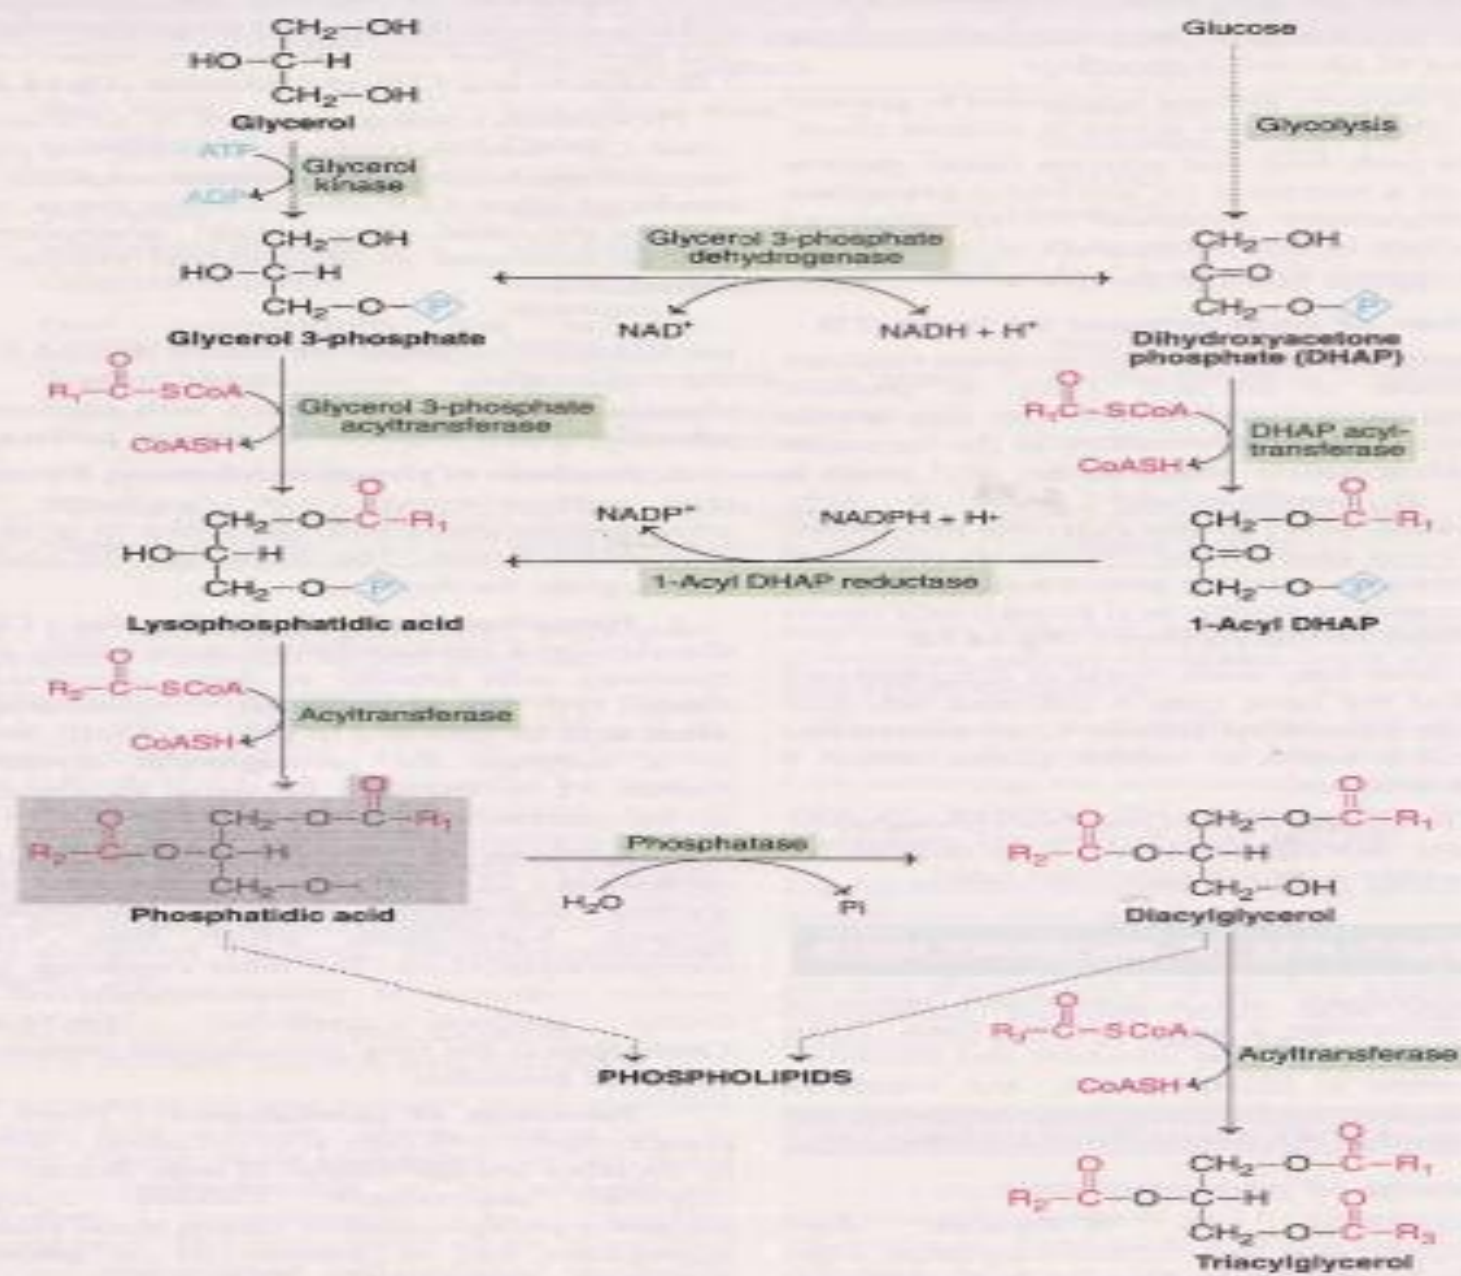 CH₂—OH
HO—C—H
CH₂—OH
Glycerol
ATP
ADP
Glycerol
kinase
Glucose
Glycolysis
CH₂—OH
HO—C—H
CH₂—O—P
Glycerol 3-phosphate
Glycerol 3-phosphate
dehydrogenase
NAD⁺
NADH + H⁺
CH₂—OH
C=O
CH₂—O—P
Dihydroxyacetone
phosphate (DHAP)
O
R₁—C—SCoA
CoASH
Glycerol 3-phosphate
acyltransferase
O
R₁C—SCoA
CoASH
DHAP acyl-
transferase
O
CH₂—O—C—R₁
HO—C—H
CH₂—O—P
Lysophosphatidic acid
NADP⁺
NADPH + H+
1-Acyl DHAP reductase
O
CH₂—O—C—R₁
C=O
CH₂—O—P
1-Acyl DHAP
O
R₂—C—SCoA
CoASH
Acyltransferase
O
O CH₂—O—C—R₁
R₂—C—O—C—H
CH₂—O—
Phosphatidic acid
Phosphatase
H₂O
Pi
O
O CH₂—O—C—R₁
R₂—C—O—C—H
CH₂—OH
Diacylglycerol
O
C—SCoA
CoASH
Acyltransferase
PHOSPHOLIPIDS
O
O CH₂—O—C—R₁
R₂—C—O—C—H O
CH₂—O—C—R₃
Triacylglycerol